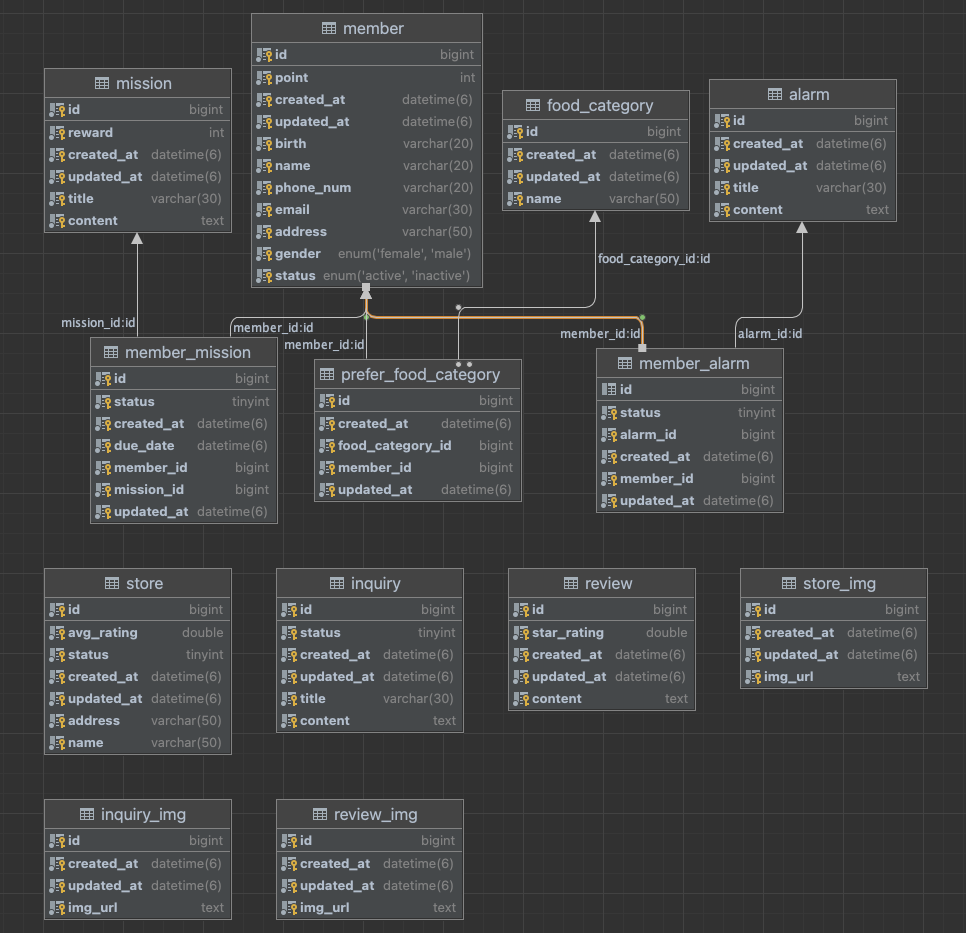 member
id bigint
point int
created_at datetime(6)
updated_at datetime(6)
birth varchar(20)
name varchar(20)
phone_num varchar(20)
email varchar(30)
address varchar(50)
gender enum('female', 'male')
status enum('active', 'inactive')
mission
id bigint
reward int
created_at datetime(6)
updated_at datetime(6)
title varchar(30)
content text
food_category
id bigint
created_at datetime(6)
updated_at datetime(6)
name varchar(50)
alarm
id bigint
created_at datetime(6)
updated_at datetime(6)
title varchar(30)
content text
food_category_id:id
mission_id:id
member_id:id
member_id:id
member_id:id
alarm_id:id
member_mission
id bigint
status tinyint
created_at datetime(6)
due_date datetime(6)
member_id bigint
mission_id bigint
updated_at datetime(6)
prefer_food_category
id bigint
created_at datetime(6)
food_category_id bigint
member_id bigint
updated_at datetime(6)
member_alarm
id bigint
status tinyint
alarm_id bigint
created_at datetime(6)
member_id bigint
updated_at datetime(6)
store
id bigint
avg_rating double
status tinyint
created_at datetime(6)
updated_at datetime(6)
address varchar(50)
name varchar(50)
inquiry
id bigint
status tinyint
created_at datetime(6)
updated_at datetime(6)
title varchar(30)
content text
review
id bigint
star_rating double
created_at datetime(6)
updated_at datetime(6)
content text
store_img
id bigint
created_at datetime(6)
updated_at datetime(6)
img_url text
inquiry_img
id bigint
created_at datetime(6)
updated_at datetime(6)
img_url text
review_img
id bigint
created_at datetime(6)
updated_at datetime(6)
img_url text